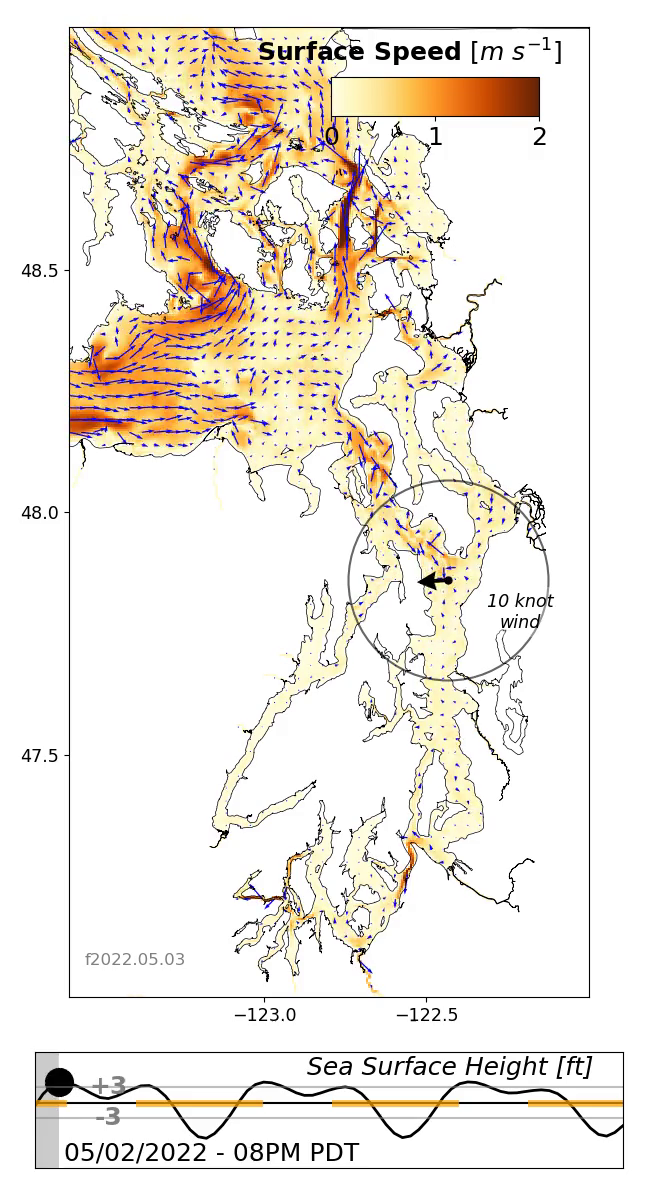 Surface Speed [m s⁻¹]
0 1 2
48.5
48.0
10 knot
wind
47.5
f2022.05.03
−123.0 −122.5
Sea Surface Height [ft]
+3
-3
05/02/2022 - 08PM PDT